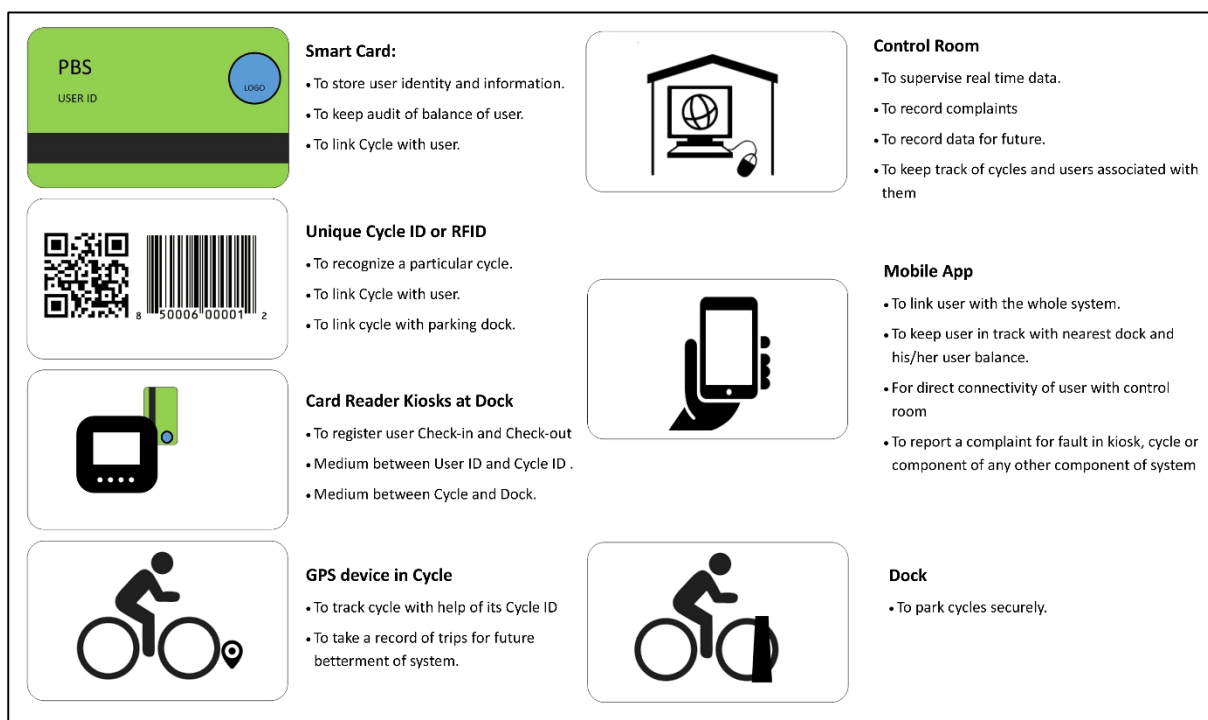 PBS
USER ID
LOGO
Smart Card:
• To store user identity and information.
• To keep audit of balance of user.
• To link Cycle with user.
8 50006 00001 2
Unique Cycle ID or RFID
• To recognize a particular cycle.
• To link Cycle with user.
• To link cycle with parking dock.
Card Reader Kiosks at Dock
• To register user Check-in and Check-out
• Medium between User ID and Cycle ID .
• Medium between Cycle and Dock.
GPS device in Cycle
• To track cycle with help of its Cycle ID
• To take a record of trips for future
betterment of system.
Control Room
• To supervise real time data.
• To record complaints
• To record data for future.
• To keep track of cycles and users associated with
them
Mobile App
• To link user with the whole system.
• To keep user in track with nearest dock and
his/her user balance.
• For direct connectivity of user with control
room
• To report a complaint for fault in kiosk, cycle or
component of any other component of system
Dock
• To park cycles securely.